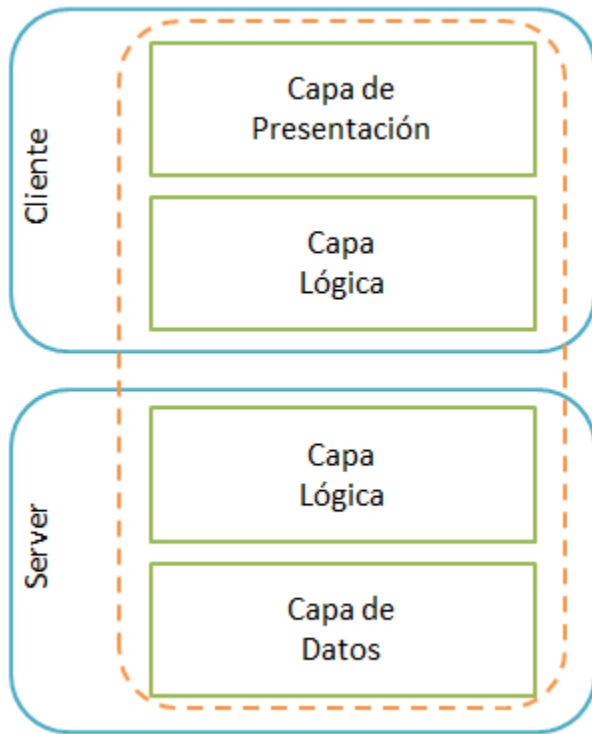 Cliente
Capa de
Presentación
Capa
Lógica
Server
Capa
Lógica
Capa de
Datos